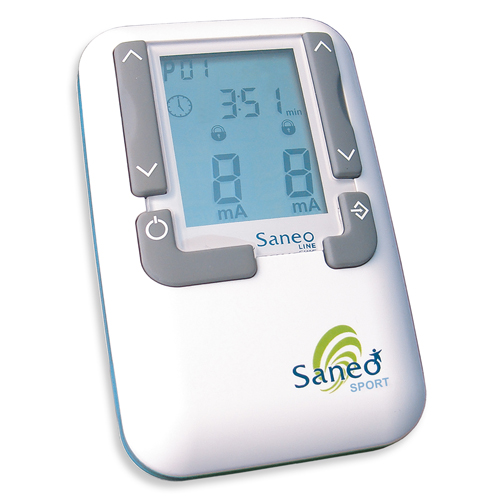 P01
3:51 min
8 8
mA mA
Saneo
LINE
Saneo
SPORT